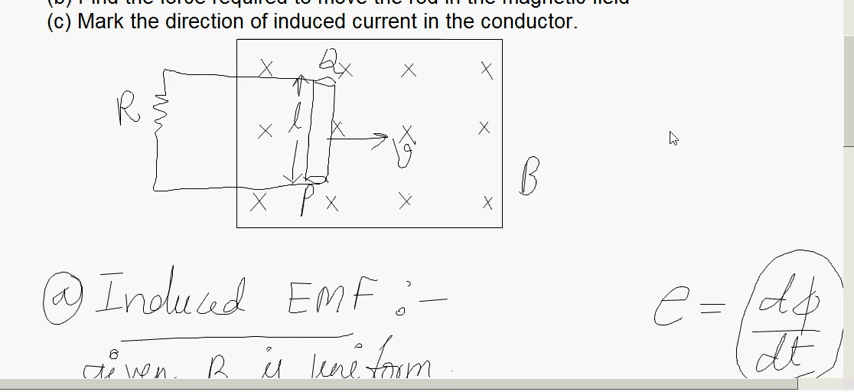 (c) Mark the direction of induced current in the conductor.
X Q X X X
R
l
X X X X
v
B
X P X X X
(a) Induced EMF :-
e = dφ/dt
given B is uniform